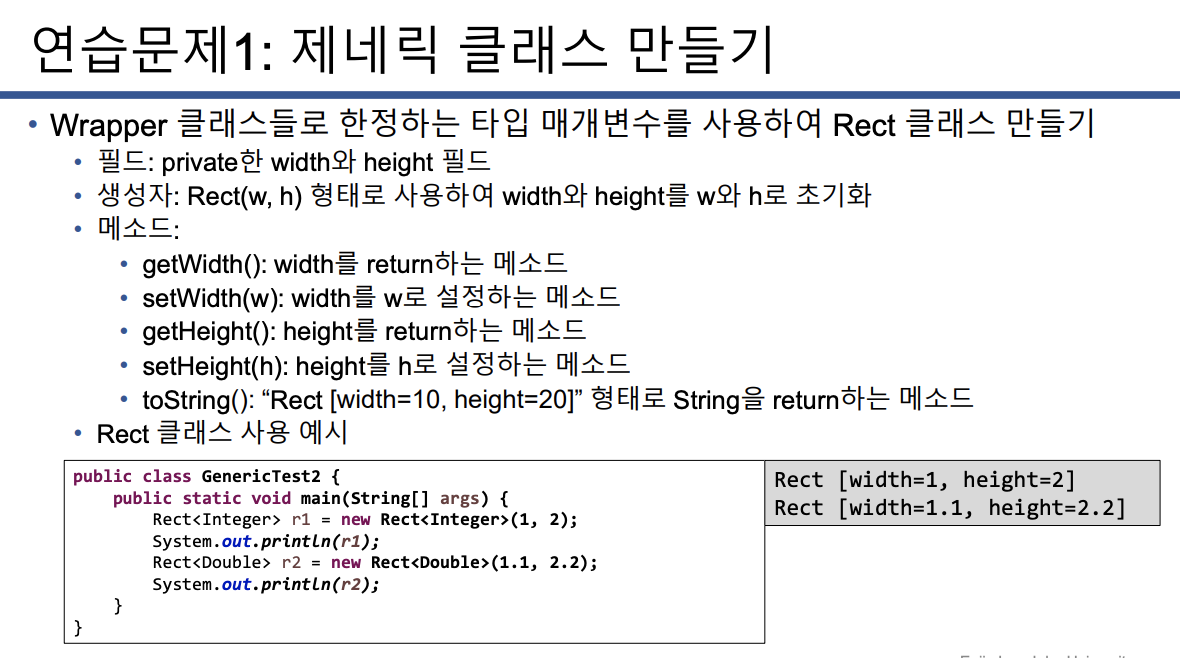 연습문제1: 제네릭 클래스 만들기
• Wrapper 클래스들로 한정하는 타입 매개변수를 사용하여 Rect 클래스 만들기
• 필드: private한 width와 height 필드
• 생성자: Rect(w, h) 형태로 사용하여 width와 height를 w와 h로 초기화
• 메소드:
• getWidth(): width를 return하는 메소드
• setWidth(w): width를 w로 설정하는 메소드
• getHeight(): height를 return하는 메소드
• setHeight(h): height를 h로 설정하는 메소드
• toString(): “Rect [width=10, height=20]” 형태로 String을 return하는 메소드
• Rect 클래스 사용 예시
public class GenericTest2 {
public static void main(String[] args) {
Rect<Integer> r1 = new Rect<Integer>(1, 2);
System.out.println(r1);
Rect<Double> r2 = new Rect<Double>(1.1, 2.2);
System.out.println(r2);
}
}
Rect [width=1, height=2]
Rect [width=1.1, height=2.2]